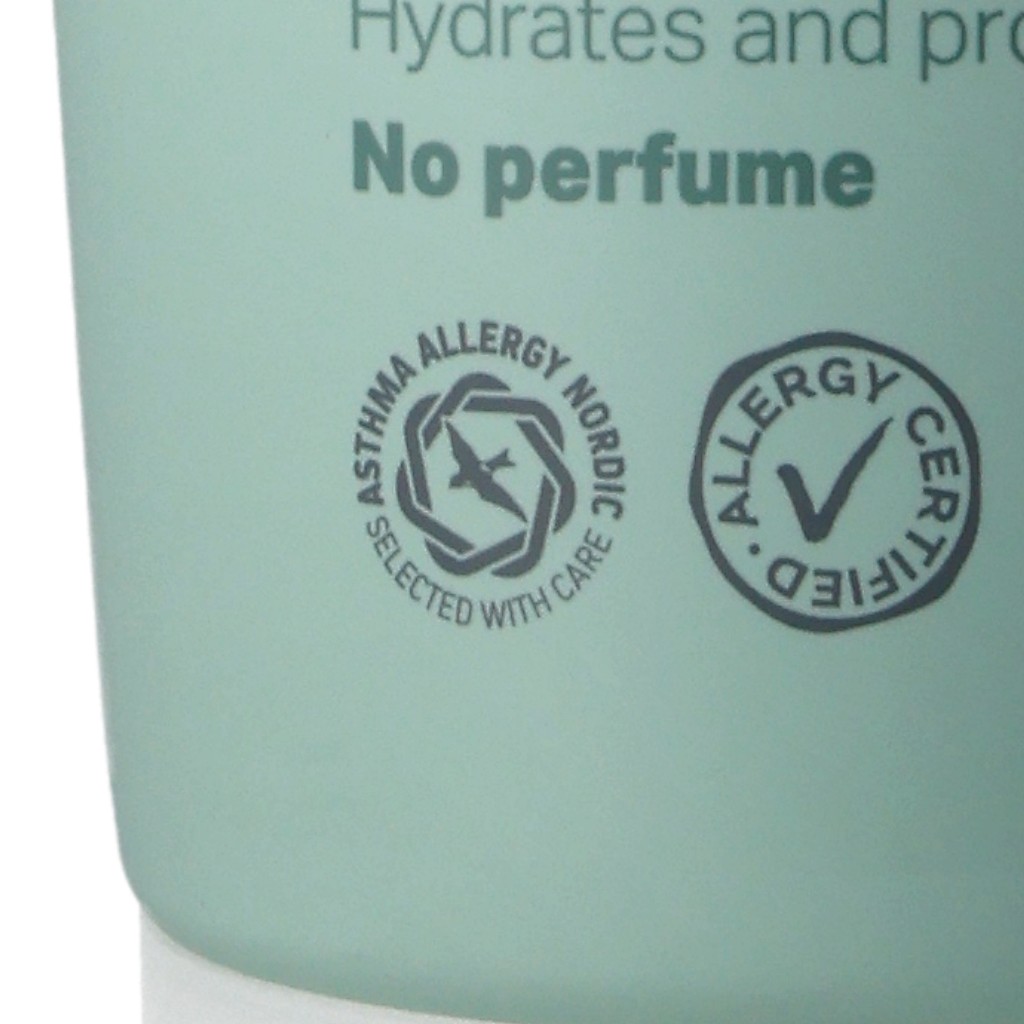 Hydrates and pro
No perfume
ASTHMA ALLERGY NORDIC
SELECTED WITH CARE
ALLERGY CERTIFIED ·